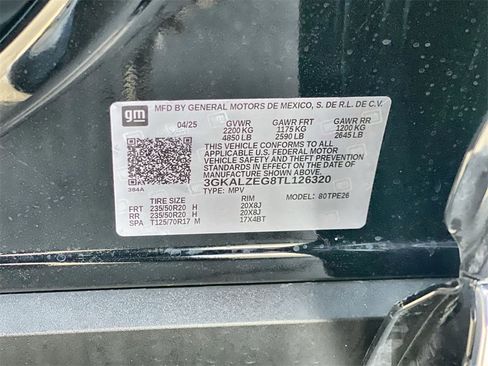 gm
MFD BY GENERAL MOTORS DE MEXICO, S. DE R.L. DE C.V.
04/25 GVWR GAWR FRT GAWR RR
2200 KG 1175 KG 1200 KG
4850 LB 2590 LB 2645 LB
THIS VEHICLE CONFORMS TO ALL APPLICABLE U.S.
FEDERAL MOTOR VEHICLE SAFETY, BUMPER, AND
THEFT PREVENTION STANDARDS IN EFFECT ON THE
DATE OF MANUFACTURE SHOWN ABOVE.
3GKALZEG8TL126320
384A TYPE: MPV
TIRE SIZE RIM MODEL: 80TPE26
FRT 235/50R20 H 20X8J
RR 235/50R20 H 20X8J
SPA T125/70R17 M 17X4BT